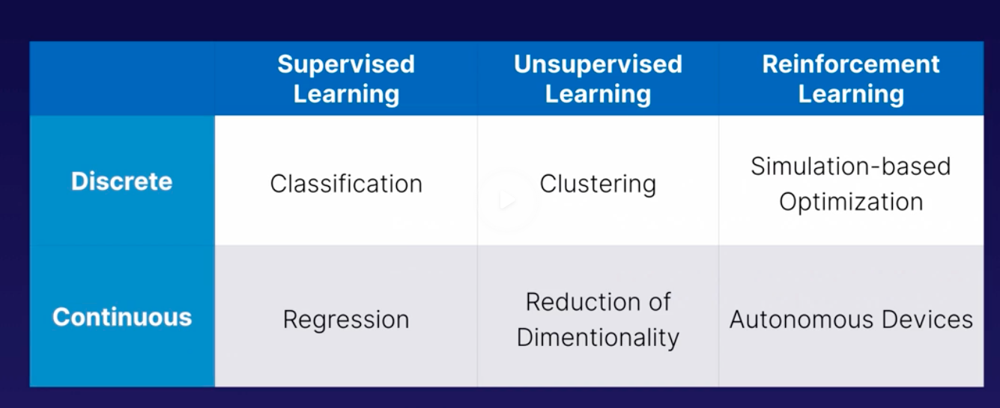 Supervised
Learning
Unsupervised
Learning
Reinforcement
Learning
Discrete
Classification
Clustering
Simulation-based
Optimization
Continuous
Regression
Reduction of
Dimentionality
Autonomous Devices